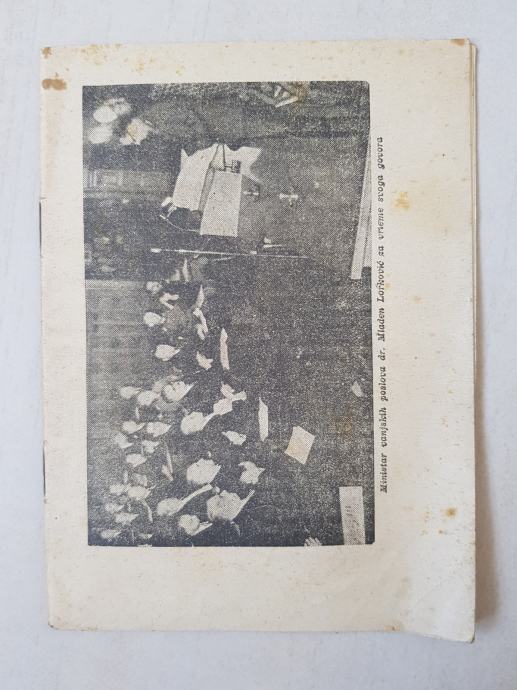 Ministar vanjskih poslova dr. Mladen Lorković za vrieme svoga govora